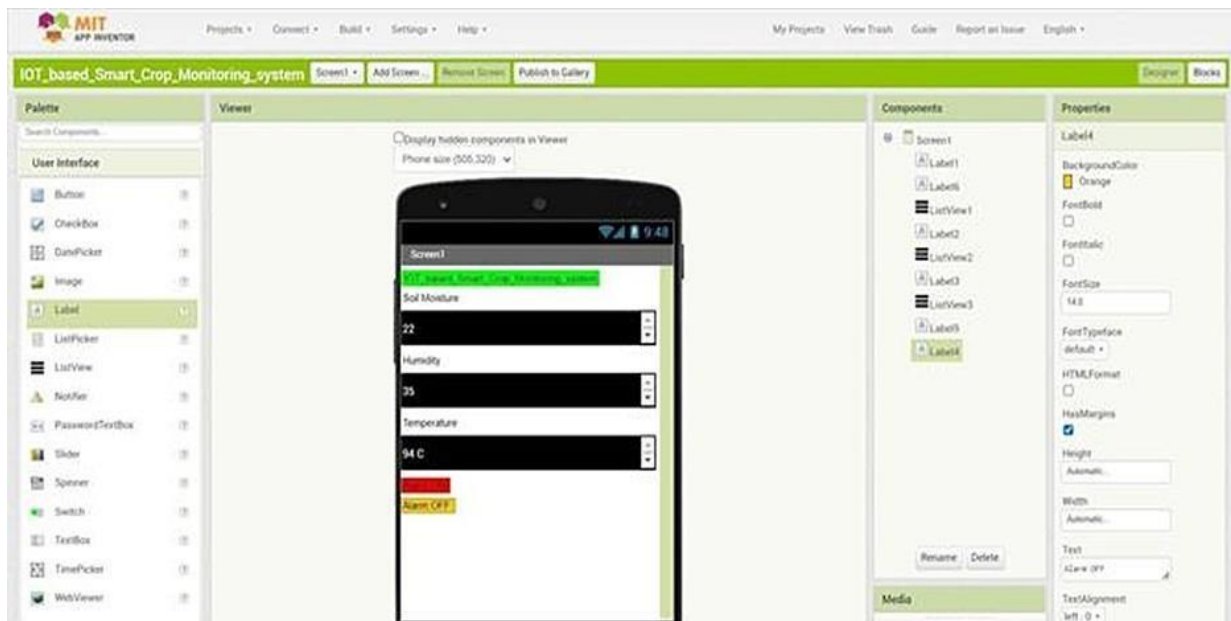 MIT
APP INVENTOR
Projects Connect Build Settings Help My Projects View Trash Guide Report an Issue English
IOT_based_Smart_Crop_Monitoring_system Screen1 Add Screen ... Remove Screen Publish to Gallery Designer Blocks
Palette
Search Components...
User Interface
Button
CheckBox
DatePicker
Image
Label
ListPicker
ListView
Notifier
PasswordTextBox
Slider
Spinner
Switch
TextBox
TimePicker
WebViewer
Viewer
Display hidden components in Viewer
Phone size (505,320)
9:48
Screen1
IOT_based_Smart_Crop_Monitoring_system
Soil Moisture
22
Humidity
35
Temperature
94 C
Alarm OFF
Components
Screen1
Label1
Label6
ListView1
Label2
ListView2
Label3
ListView3
Label5
Label4
Rename Delete
Media
Properties
Label4
BackgroundColor
Orange
FontBold
FontItalic
FontSize
14.0
FontTypeface
default
HTMLFormat
HasMargins
Height
Automatic...
Width
Automatic...
Text
Alarm OFF
TextAlignment
left : 0